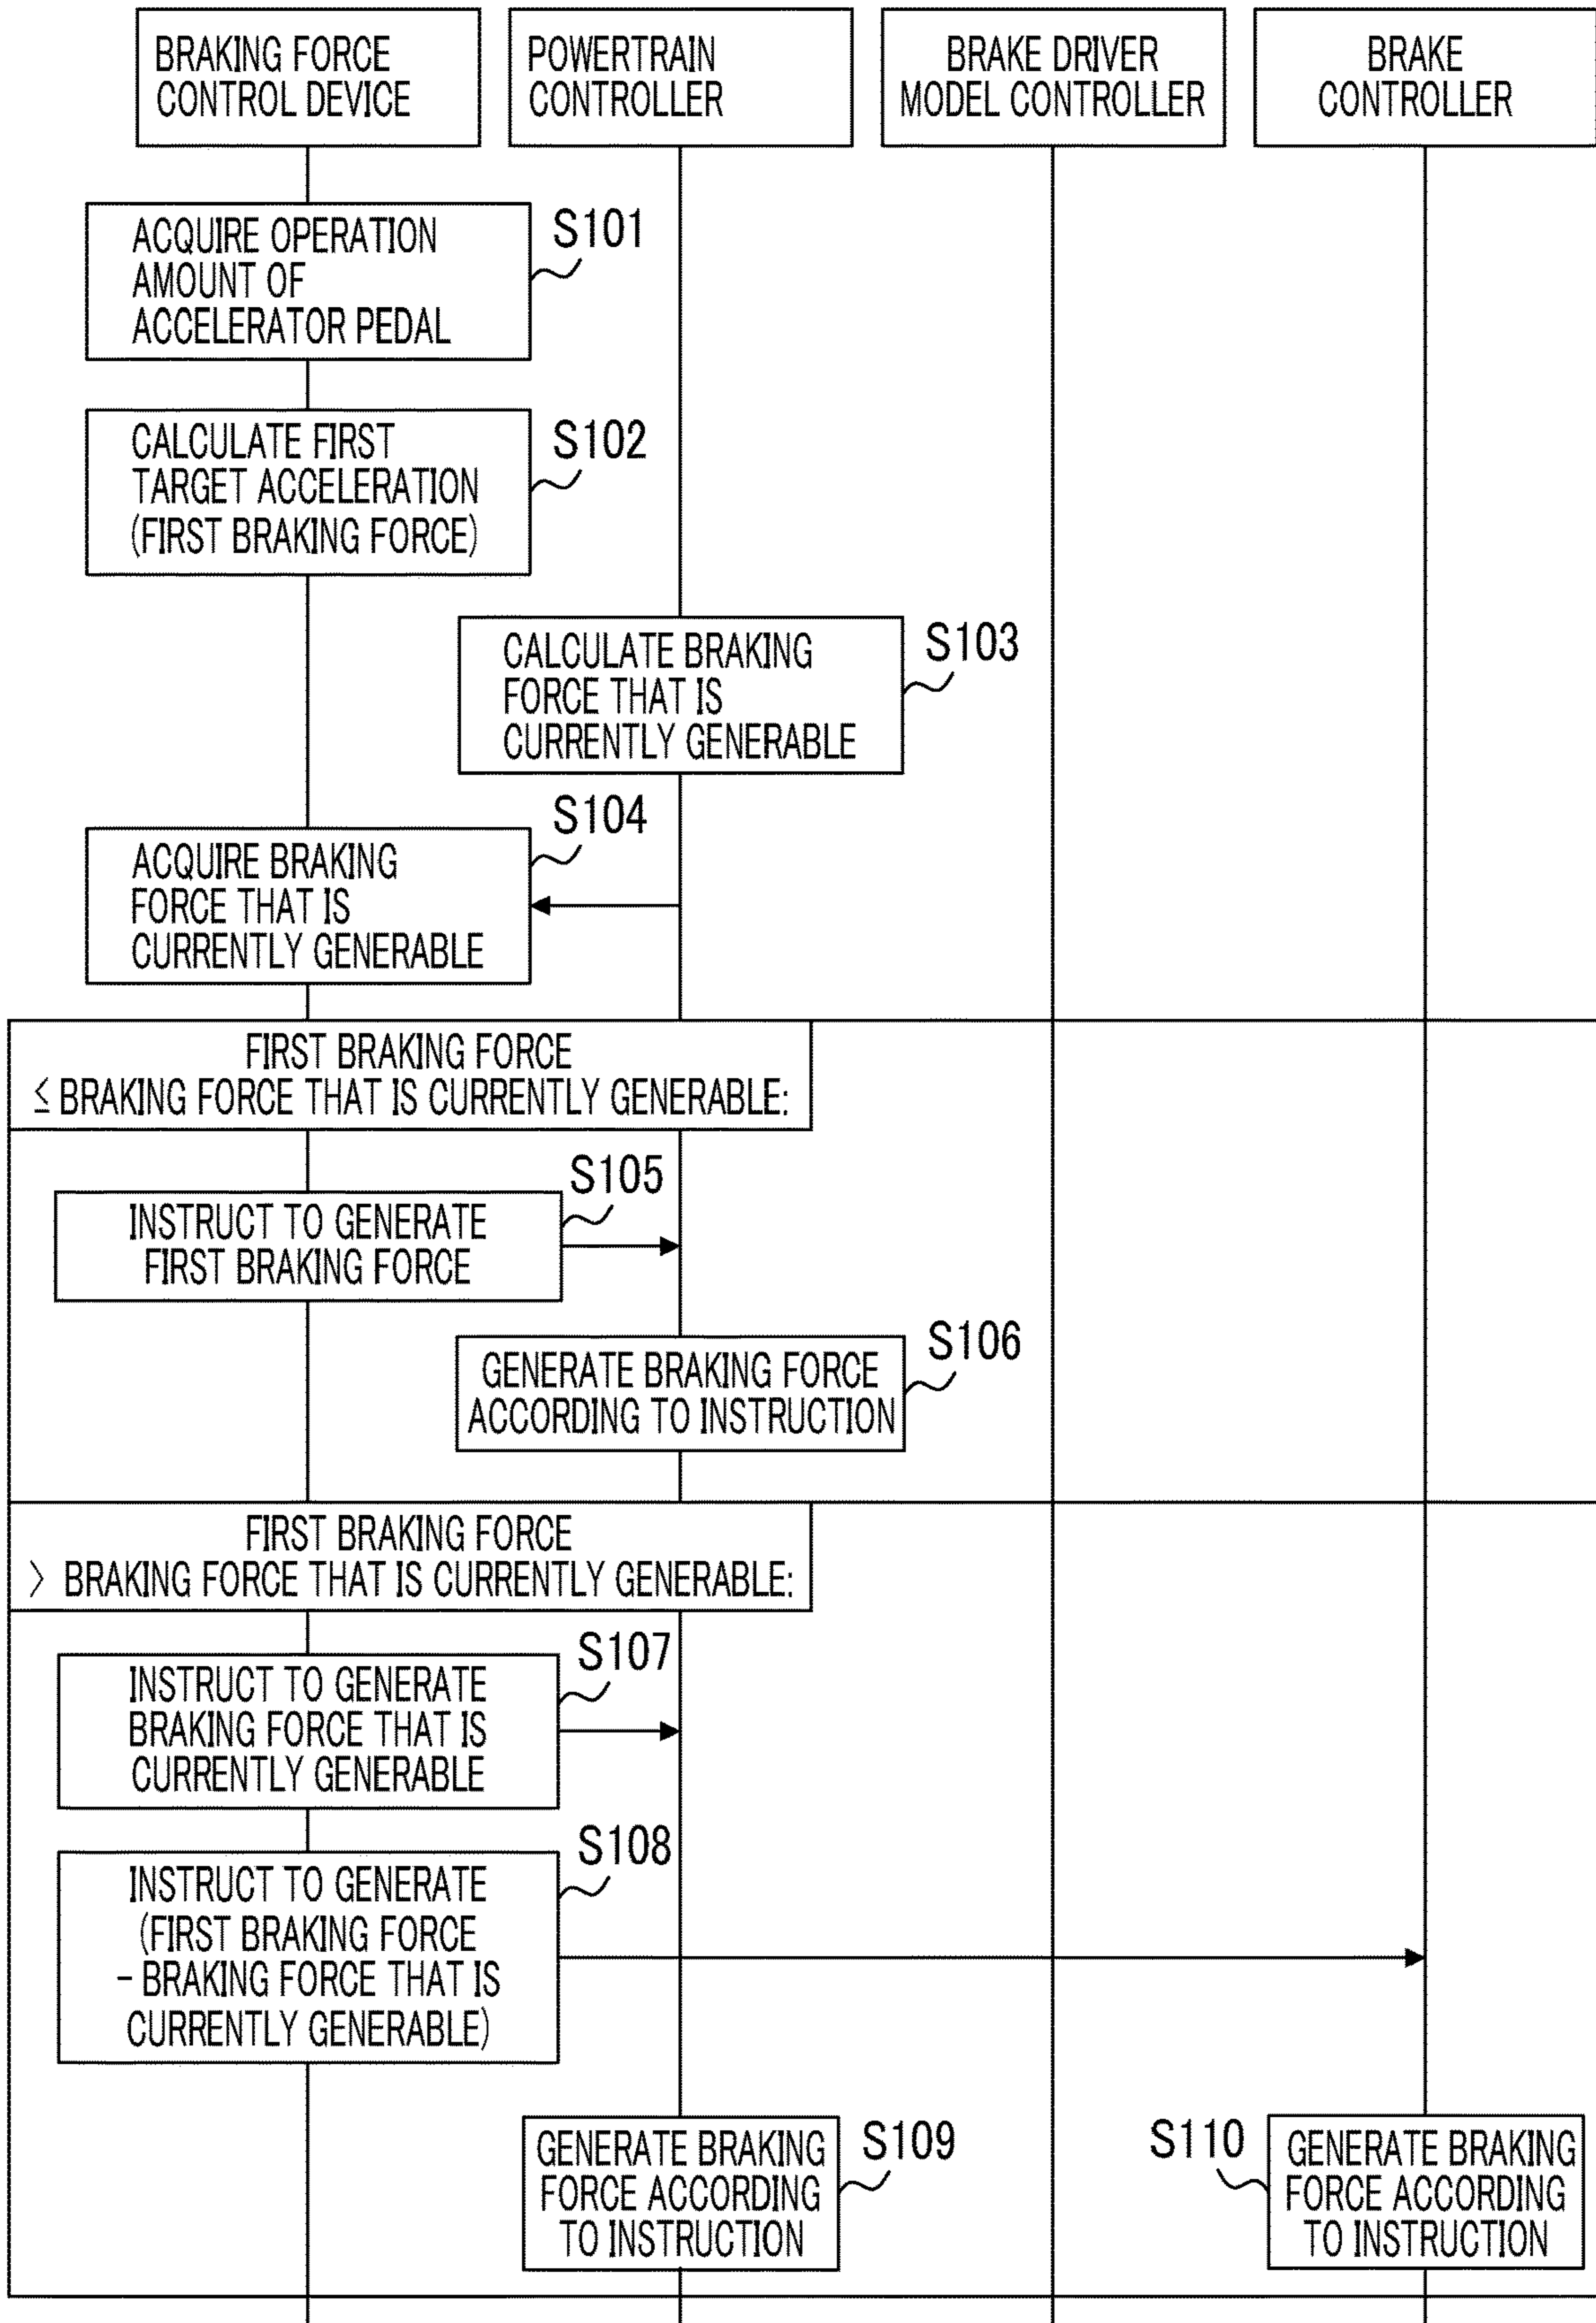 BRAKING FORCE
CONTROL DEVICE
POWERTRAIN
CONTROLLER
BRAKE DRIVER
MODEL CONTROLLER
BRAKE
CONTROLLER
ACQUIRE OPERATION
AMOUNT OF
ACCELERATOR PEDAL
S101
CALCULATE FIRST
TARGET ACCELERATION
(FIRST BRAKING FORCE)
S102
CALCULATE BRAKING
FORCE THAT IS
CURRENTLY GENERABLE
S103
S104
ACQUIRE BRAKING
FORCE THAT IS
CURRENTLY GENERABLE
FIRST BRAKING FORCE
≤ BRAKING FORCE THAT IS CURRENTLY GENERABLE:
S105
INSTRUCT TO GENERATE
FIRST BRAKING FORCE
S106
GENERATE BRAKING FORCE
ACCORDING TO INSTRUCTION
FIRST BRAKING FORCE
> BRAKING FORCE THAT IS CURRENTLY GENERABLE:
S107
INSTRUCT TO GENERATE
BRAKING FORCE THAT IS
CURRENTLY GENERABLE
S108
INSTRUCT TO GENERATE
(FIRST BRAKING FORCE
- BRAKING FORCE THAT IS
CURRENTLY GENERABLE)
GENERATE BRAKING
FORCE ACCORDING
TO INSTRUCTION
S109
S110
GENERATE BRAKING
FORCE ACCORDING
TO INSTRUCTION